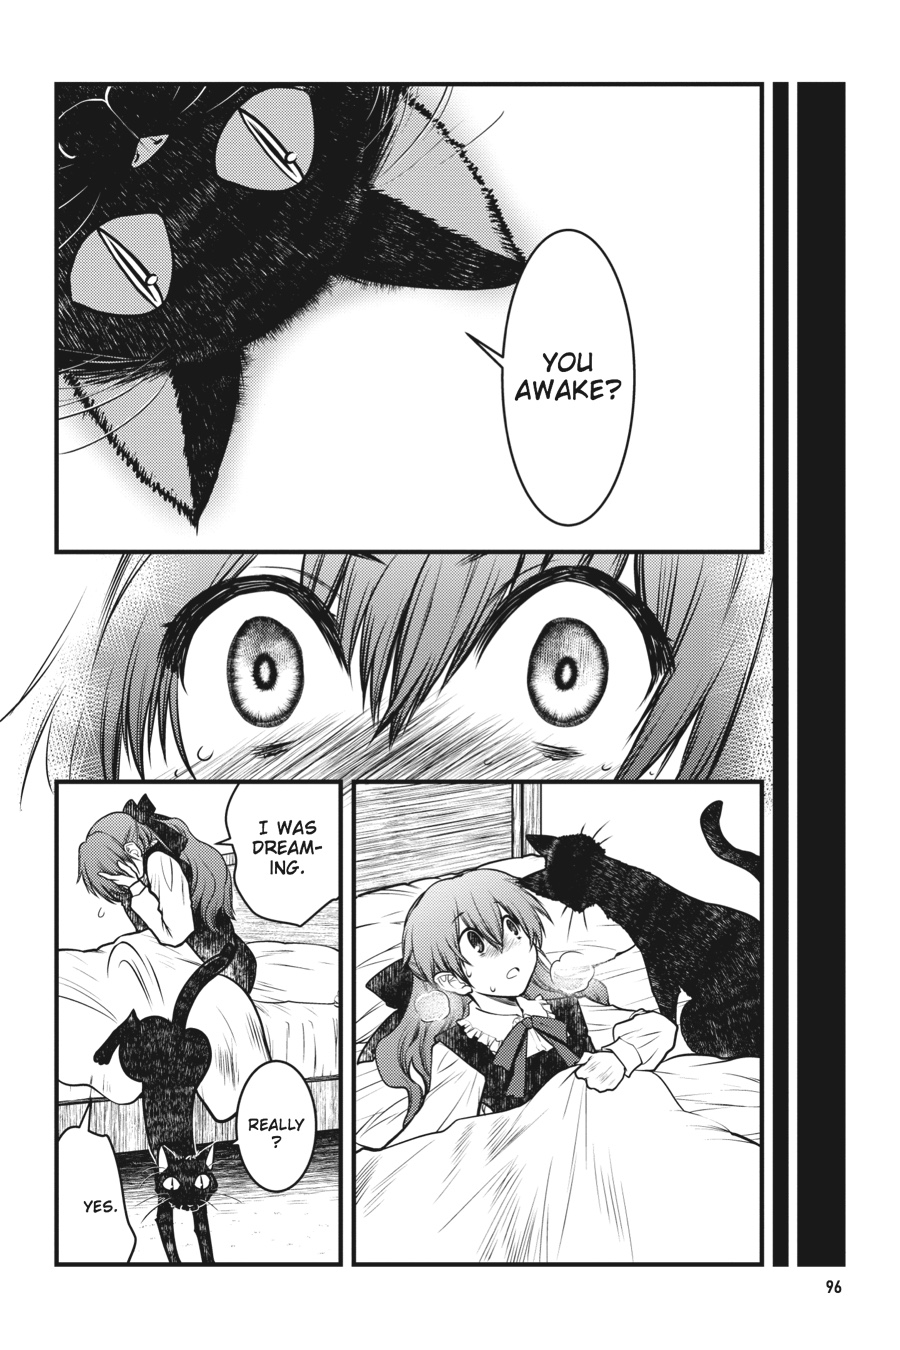 YOU
AWAKE?
I WAS
DREAM-
ING.
REALLY
?
YES.
96